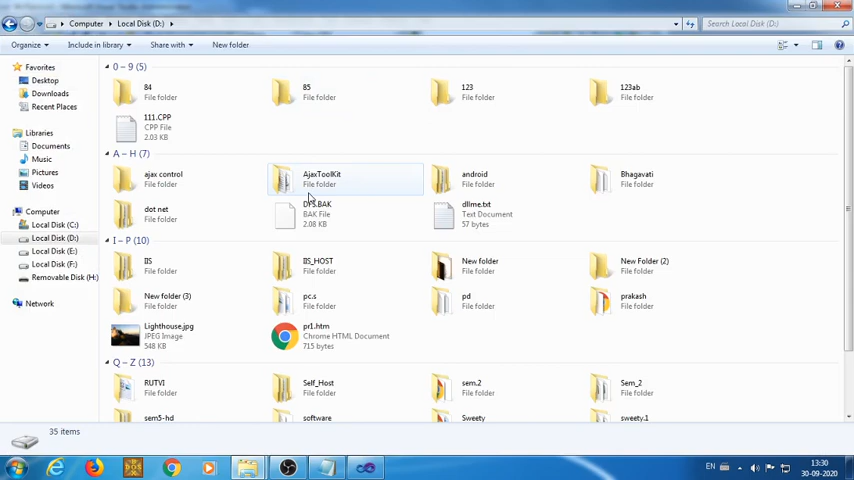 Computer ▸ Local Disk (D:) ▸
Search Local Disk (D:)
Organize
Include in library
Share with
New folder
Favorites
Desktop
Downloads
Recent Places
Libraries
Documents
Music
Pictures
Videos
Computer
Local Disk (C:)
Local Disk (D:)
Local Disk (E:)
Local Disk (F:)
Removable Disk (H:)
Network
0 – 9 (5)
84
File folder
85
File folder
123
File folder
123ab
File folder
111.CPP
CPP File
2.03 KB
A – H (7)
ajax control
File folder
AjaxToolKit
File folder
android
File folder
Bhagavati
File folder
dot net
File folder
BAK File
2.08 KB
dllme.txt
Text Document
57 bytes
I – P (10)
IIS
File folder
IIS_HOST
File folder
New folder
File folder
New Folder (2)
File folder
New folder (3)
File folder
pc.s
File folder
pd
File folder
prakash
File folder
Lighthouse.jpg
JPEG Image
548 KB
pr1.htm
Chrome HTML Document
715 bytes
Q – Z (13)
RUTVI
File folder
Self_Host
File folder
sem.2
File folder
Sem_2
File folder
sem5-hd
software
Sweety
sweety.1
35 items
DOS
EN
13:30
30-09-2020